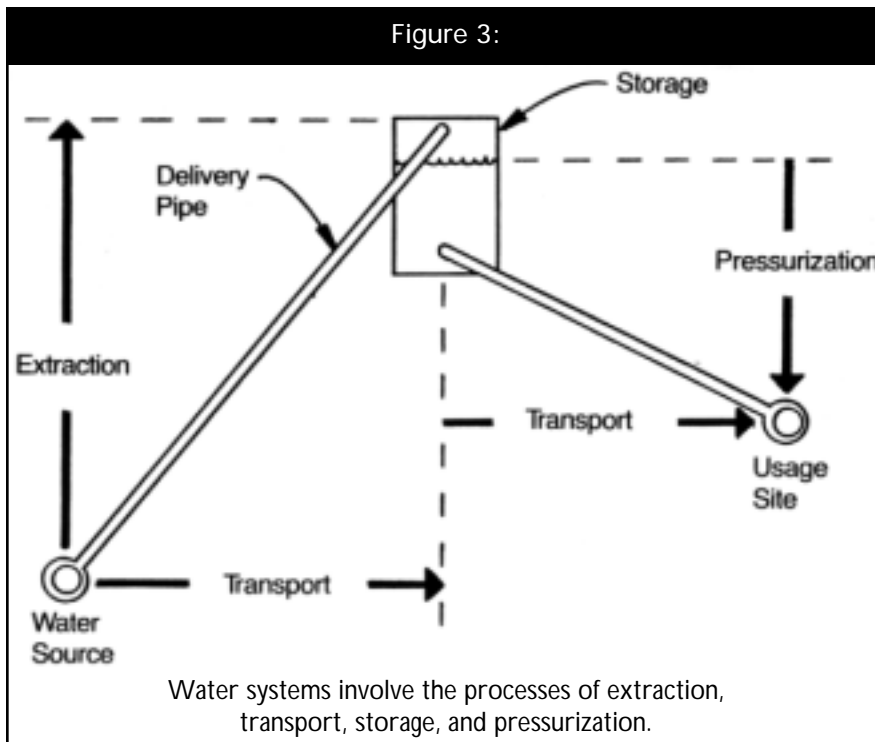 Figure 3:
Storage
Delivery
Pipe
Pressurization
Extraction
Transport
Usage
Site
Transport
Water
Source
Water systems involve the processes of extraction,
transport, storage, and pressurization.